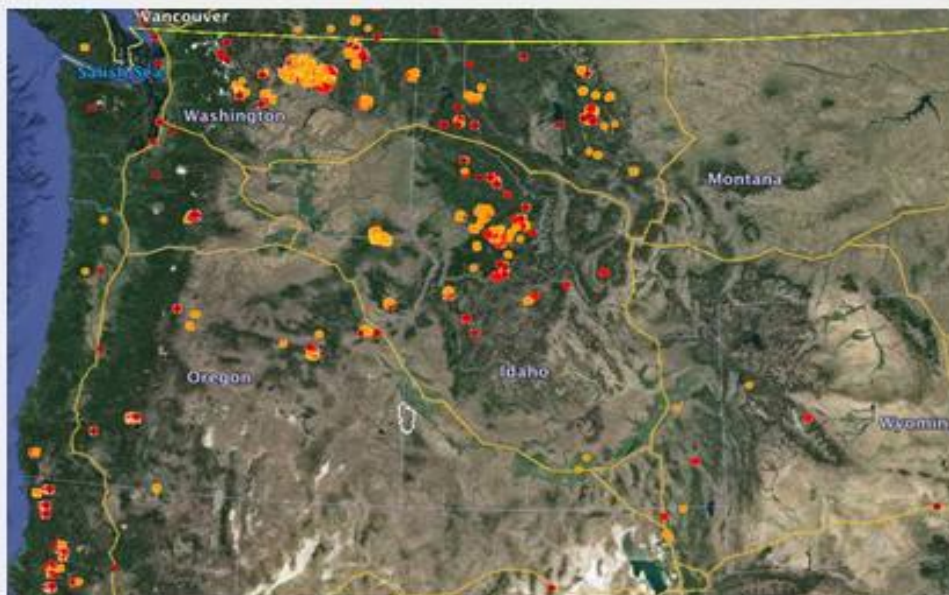 Vancouver
Salish Sea
Washington
Montana
Oregon
Idaho
Wyomin